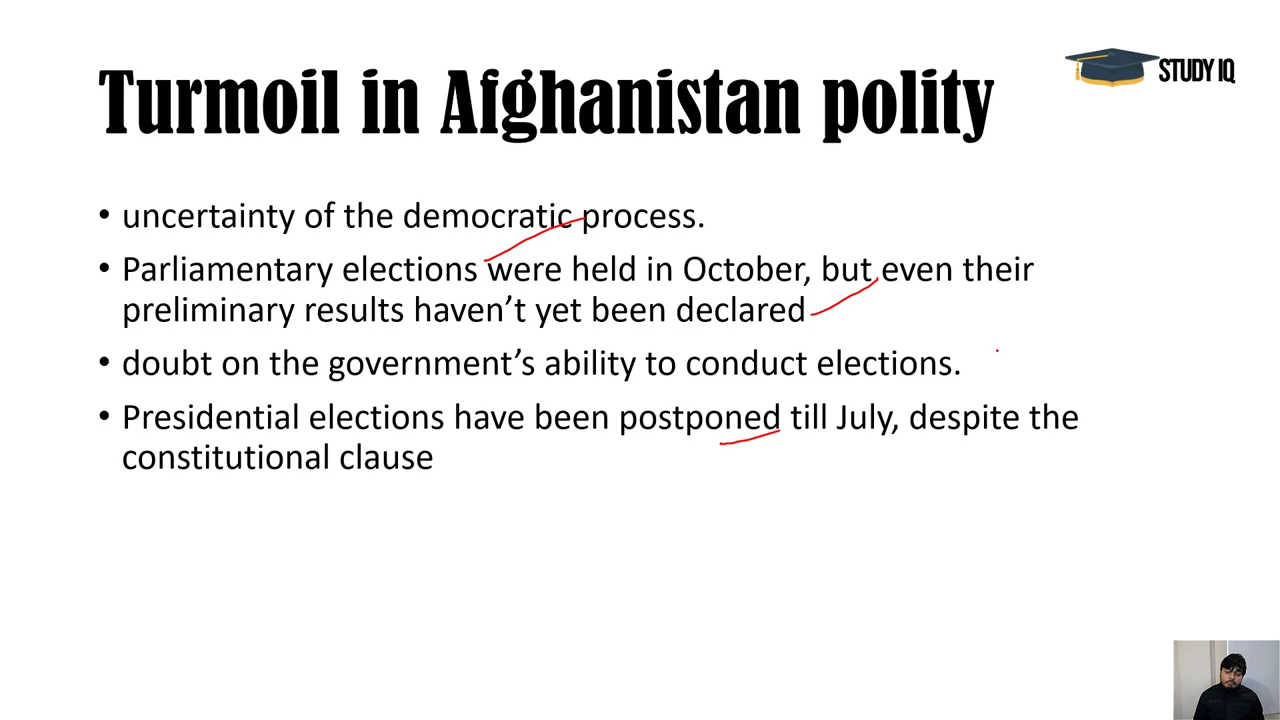 Turmoil in Afghanistan polity
STUDY IQ
• uncertainty of the democratic process.
• Parliamentary elections were held in October, but even their
preliminary results haven’t yet been declared
• doubt on the government’s ability to conduct elections.
• Presidential elections have been postponed till July, despite the
constitutional clause